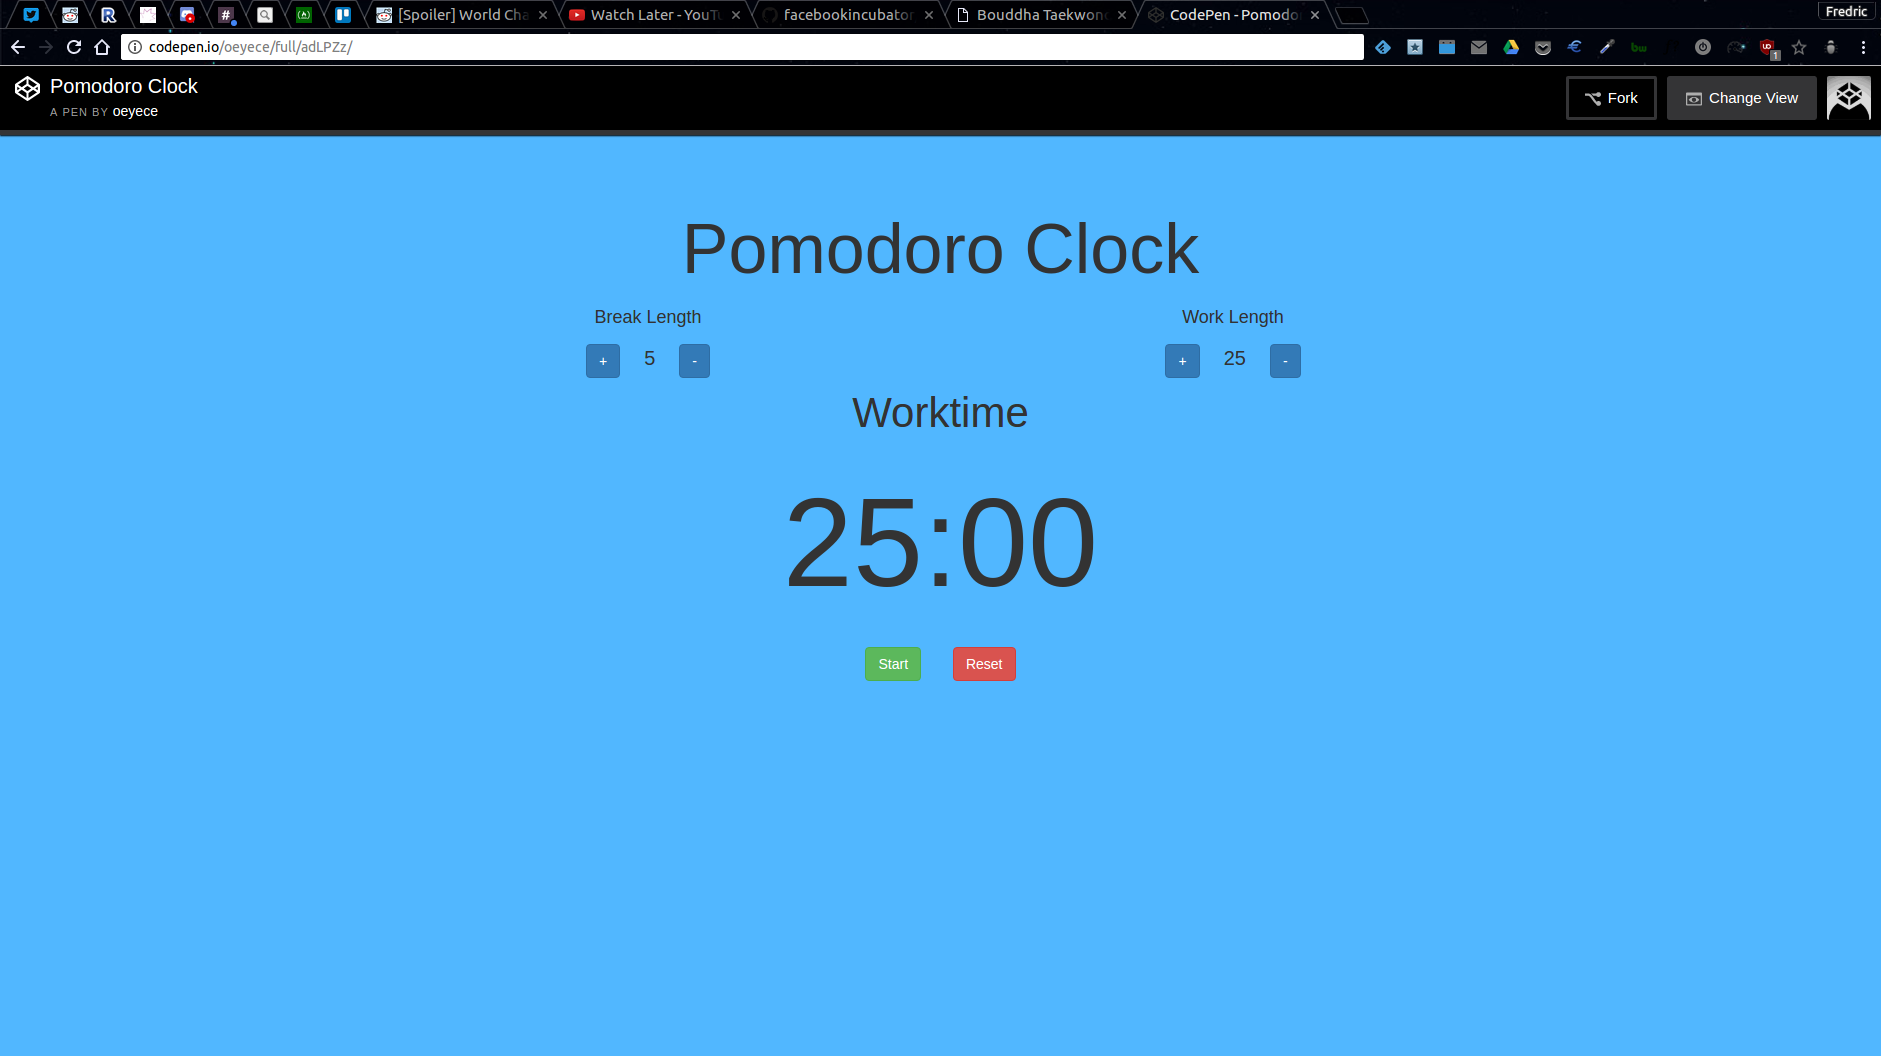 [Spoiler] World Cha
Watch Later - YouTu
facebookincubator
Bouddha Taekwon
CodePen - Pomodo
Fredric
codepen.io/oeyece/full/adLPZz/
Pomodoro Clock
A PEN BY oeyece
Fork
Change View
Pomodoro Clock
Break Length
Work Length
+ 5 -
+ 25 -
Worktime
25:00
Start
Reset